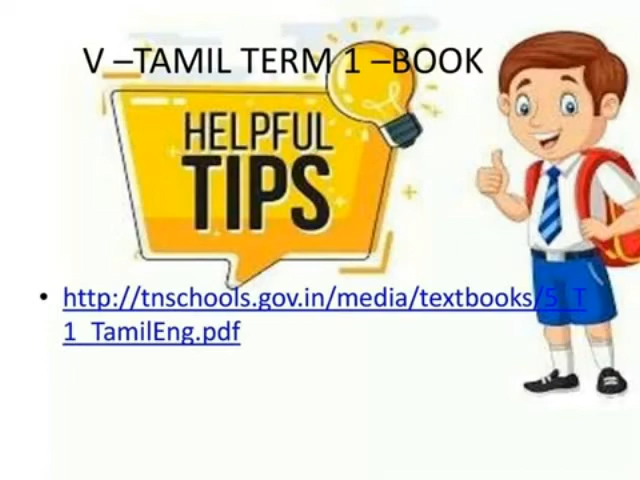 V –TAMIL TERM 1 –BOOK
HELPFUL
TIPS
• http://tnschools.gov.in/media/textbooks/5_T
1_TamilEng.pdf